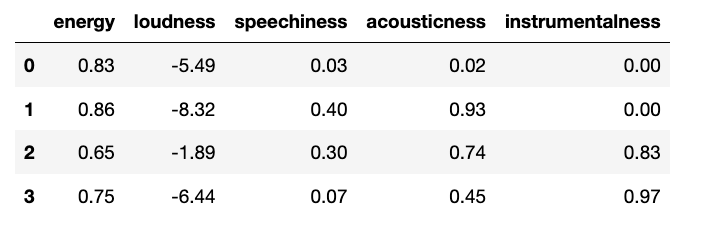 energy loudness speechiness acousticness instrumentalness
0 0.83 -5.49 0.03 0.02 0.00
1 0.86 -8.32 0.40 0.93 0.00
2 0.65 -1.89 0.30 0.74 0.83
3 0.75 -6.44 0.07 0.45 0.97